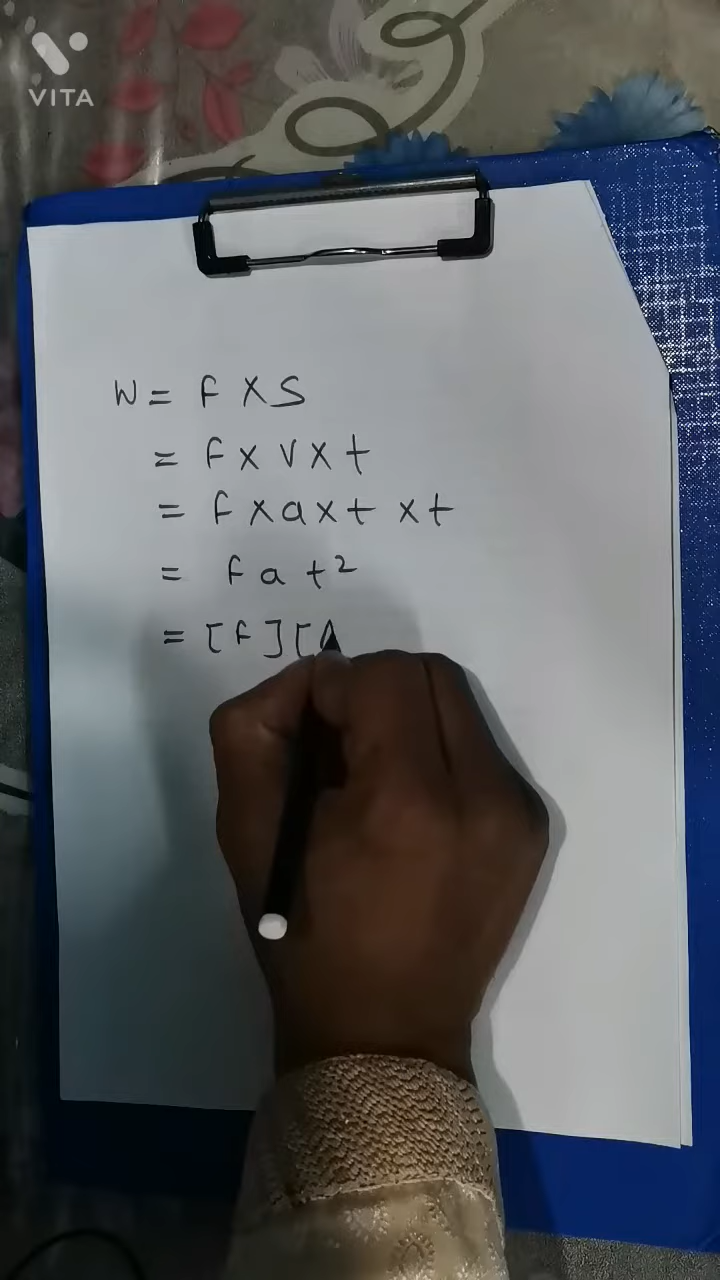 VITA
W = F X S
= F X V X t
= F X a X t X t
= F a t²
= [F][A